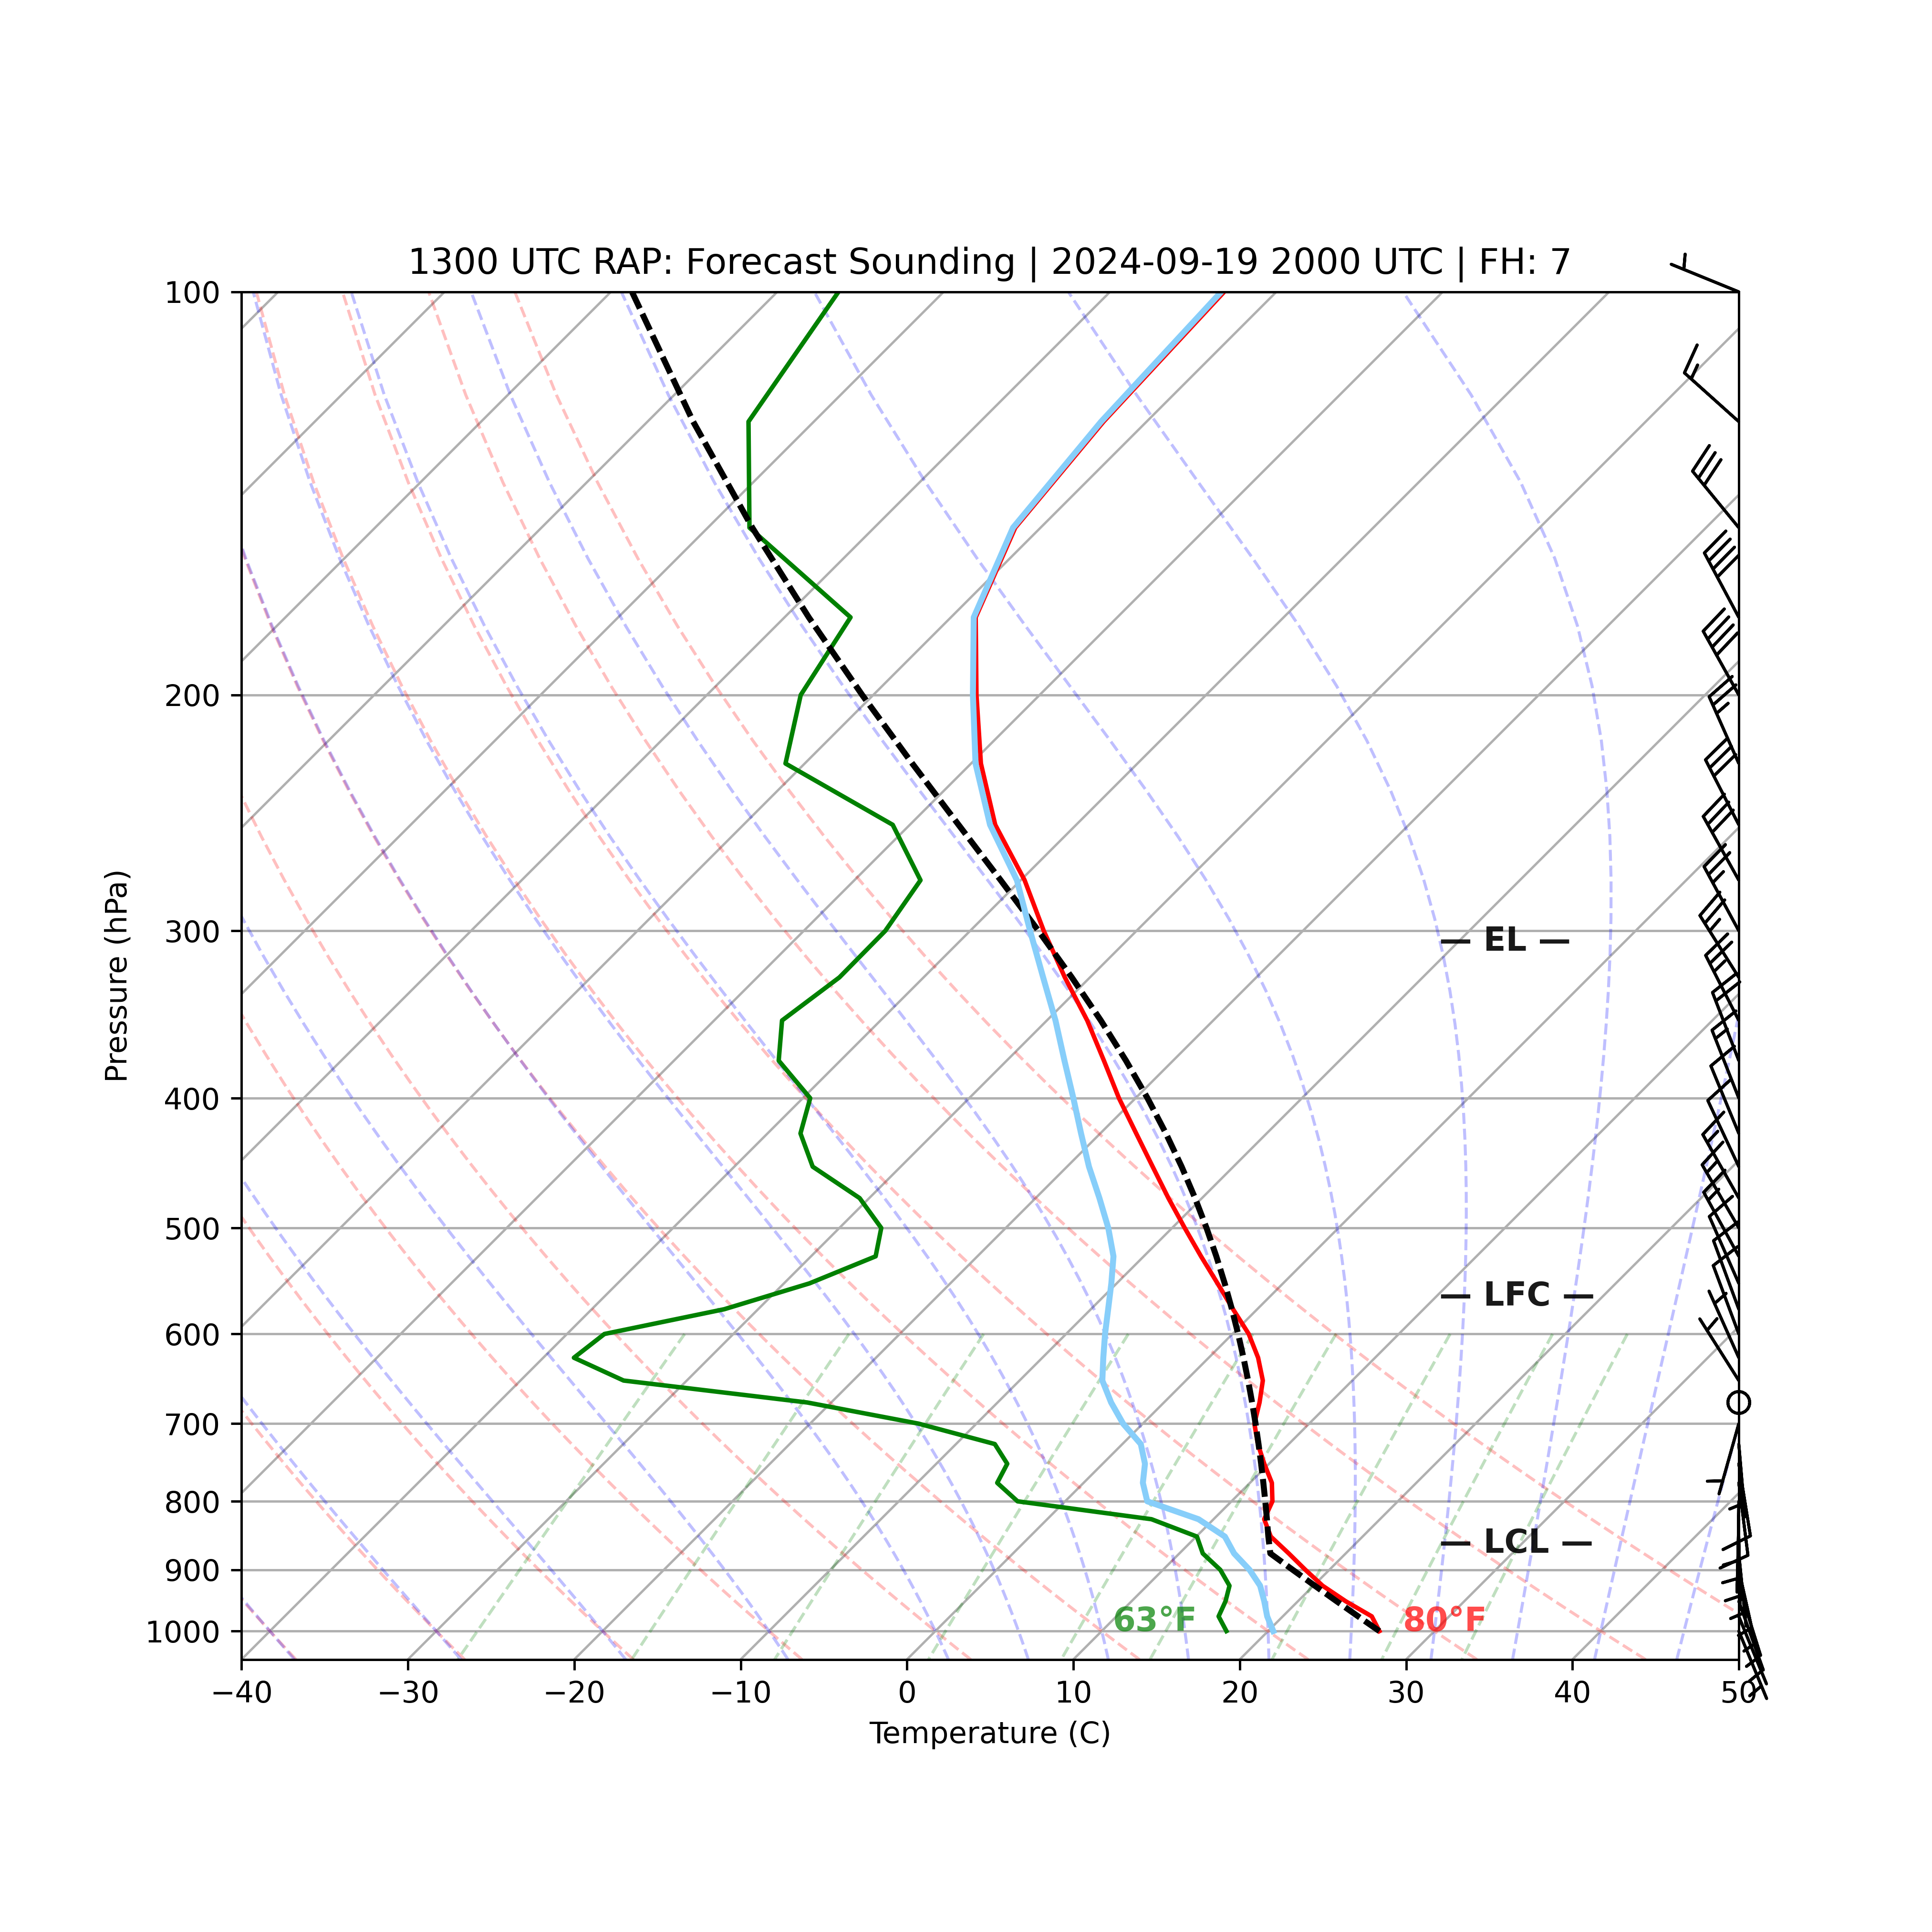 1300 UTC RAP: Forecast Sounding | 2024-09-19 2000 UTC | FH: 7
100
200
300
400
500
600
700
800
900
1000
Pressure (hPa)
— EL —
— LFC —
— LCL —
63°F
80°F
−40 −30 −20 −10 0 10 20 30 40 50
Temperature (C)